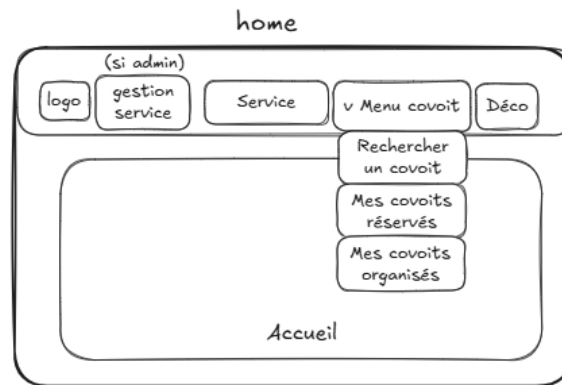 home
(si admin)
logo
gestion
service
Service
v Menu covoit
Déco
Rechercher
un covoit
Mes covoits
réservés
Mes covoits
organisés
Accueil